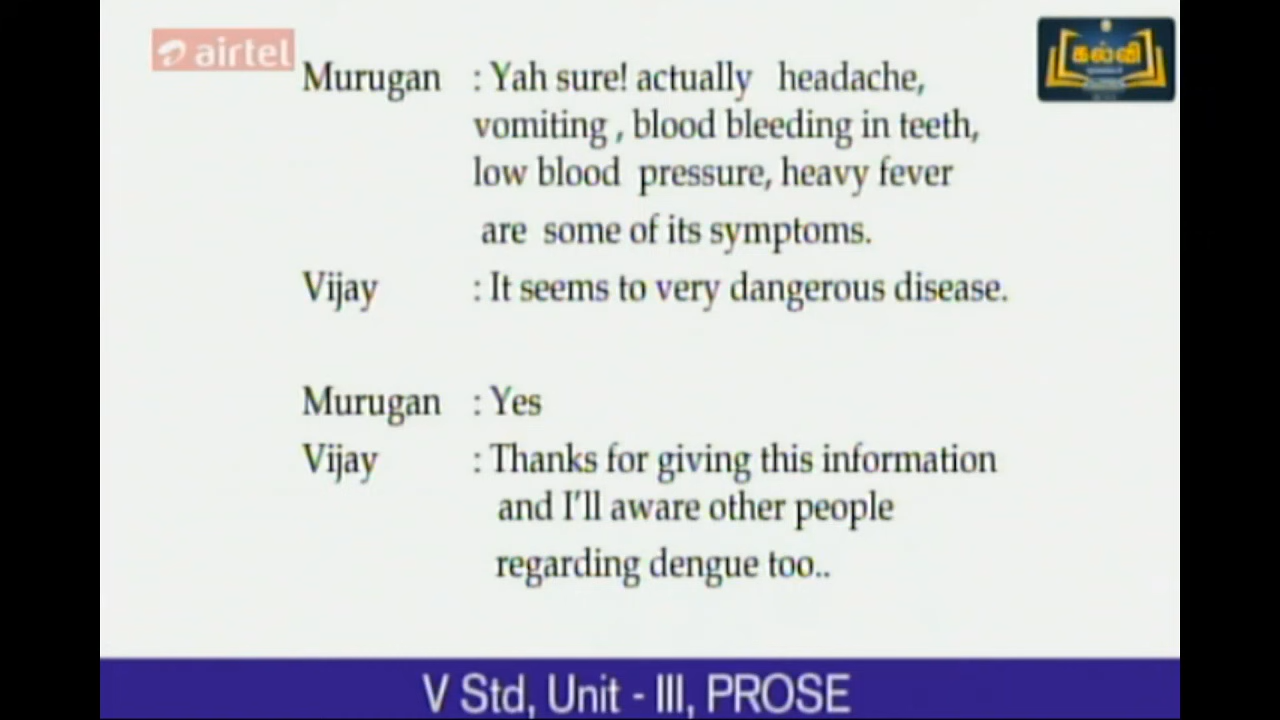 airtel
கல்வி
Murugan : Yah sure! actually headache,
vomiting , blood bleeding in teeth,
low blood pressure, heavy fever
are some of its symptoms.
Vijay : It seems to very dangerous disease.
Murugan : Yes
Vijay : Thanks for giving this information
and I'll aware other people
regarding dengue too..
V Std, Unit - III, PROSE